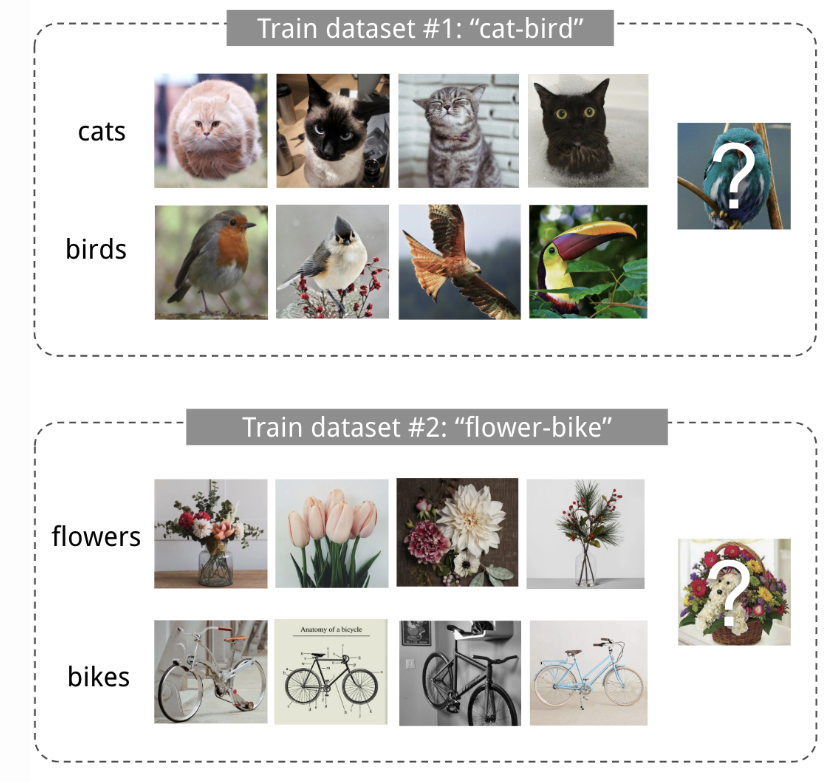 Train dataset #1: “cat-bird”
cats
?
birds
Train dataset #2: “flower-bike”
flowers
?
Anatomy of a bicycle
bikes